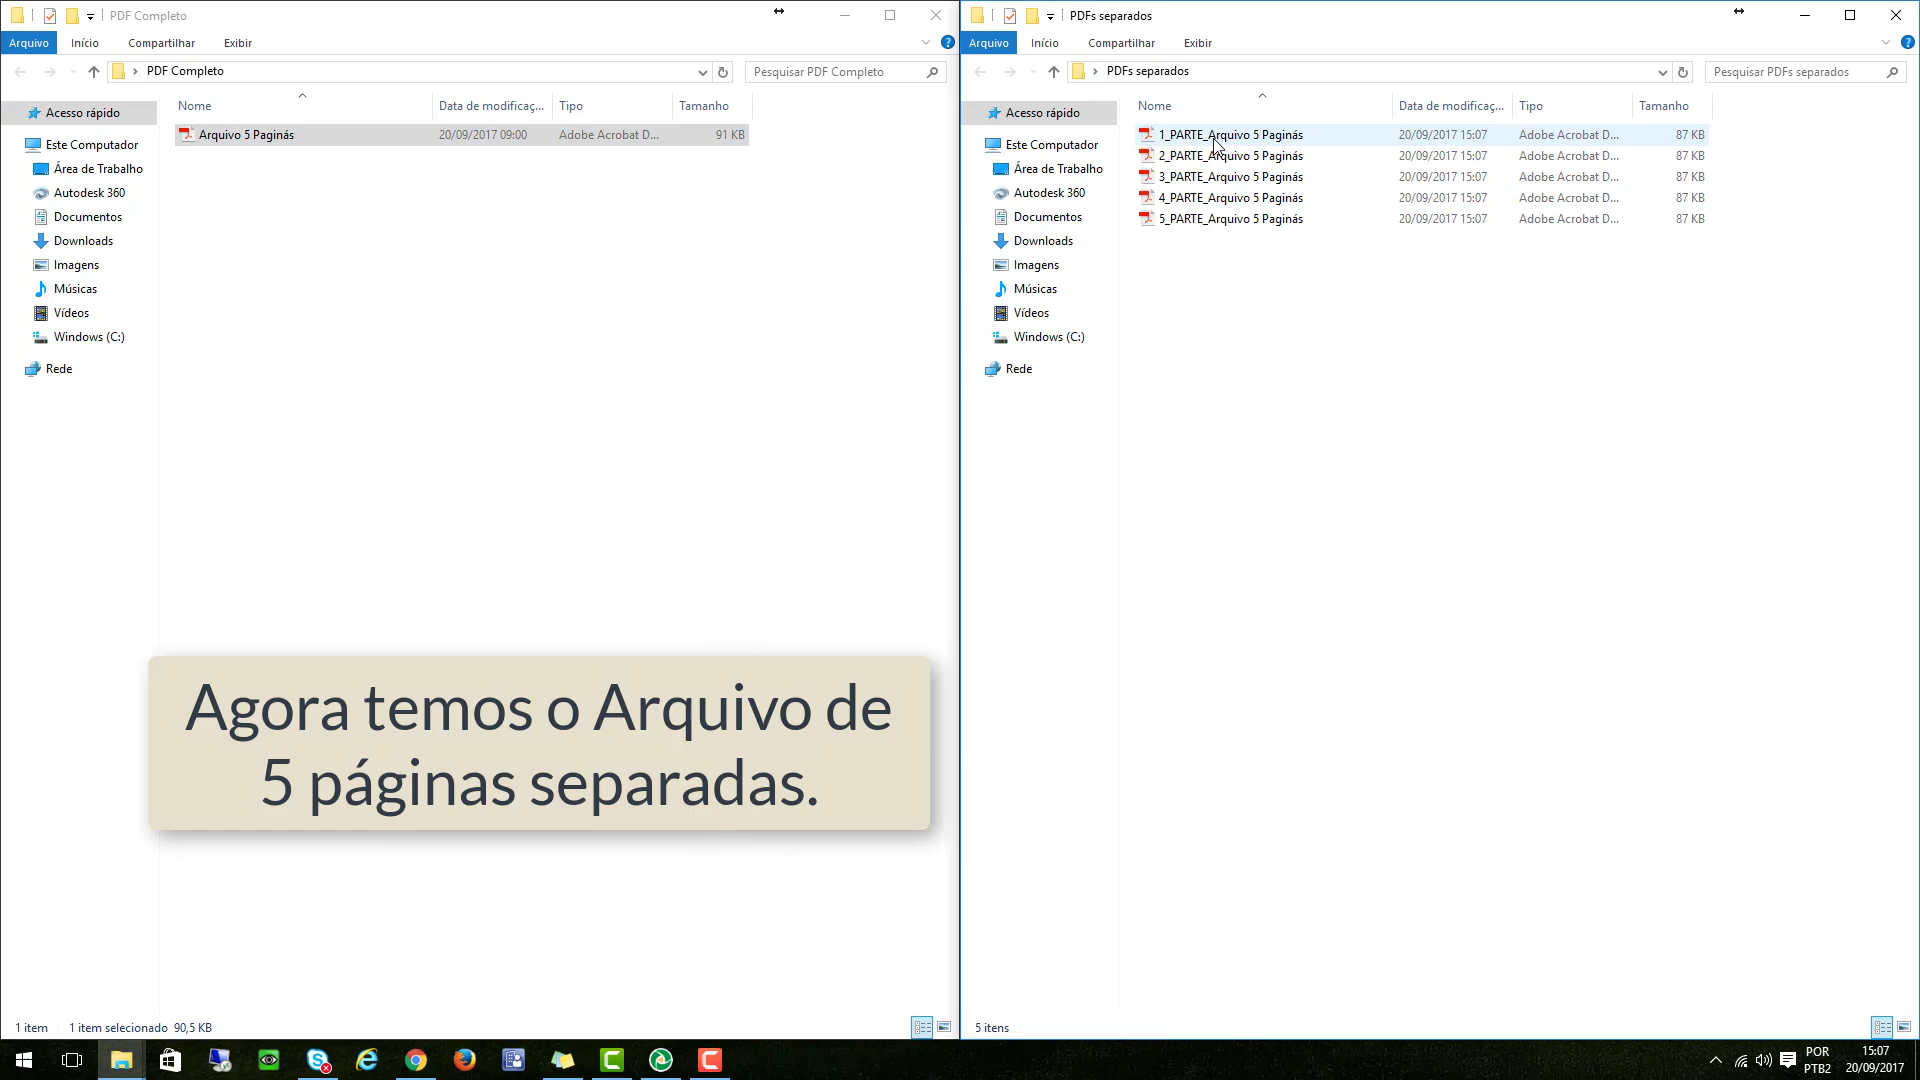 PDF Completo
Arquivo
Início
Compartilhar
Exibir
PDF Completo
Pesquisar PDF Completo
Nome
Data de modificaç...
Tipo
Tamanho
Acesso rápido
Arquivo 5 Paginás
20/09/2017 09:00
Adobe Acrobat D...
91 KB
Este Computador
Área de Trabalho
Autodesk 360
Documentos
Downloads
Imagens
Músicas
Vídeos
Windows (C:)
Rede
Agora temos o Arquivo de
5 páginas separadas.
1 item
1 item selecionado 90,5 KB
PDFs separados
Arquivo
Início
Compartilhar
Exibir
PDFs separados
Pesquisar PDFs separados
Nome
Data de modificaç...
Tipo
Tamanho
Acesso rápido
Este Computador
Área de Trabalho
Autodesk 360
Documentos
Downloads
Imagens
Músicas
Vídeos
Windows (C:)
Rede
1_PARTE_Arquivo 5 Paginás 20/09/2017 15:07 Adobe Acrobat D... 87 KB
2_PARTE_Arquivo 5 Paginás 20/09/2017 15:07 Adobe Acrobat D... 87 KB
3_PARTE_Arquivo 5 Paginás 20/09/2017 15:07 Adobe Acrobat D... 87 KB
4_PARTE_Arquivo 5 Paginás 20/09/2017 15:07 Adobe Acrobat D... 87 KB
5_PARTE_Arquivo 5 Paginás 20/09/2017 15:07 Adobe Acrobat D... 87 KB
5 itens
POR
PTB2
15:07
20/09/2017